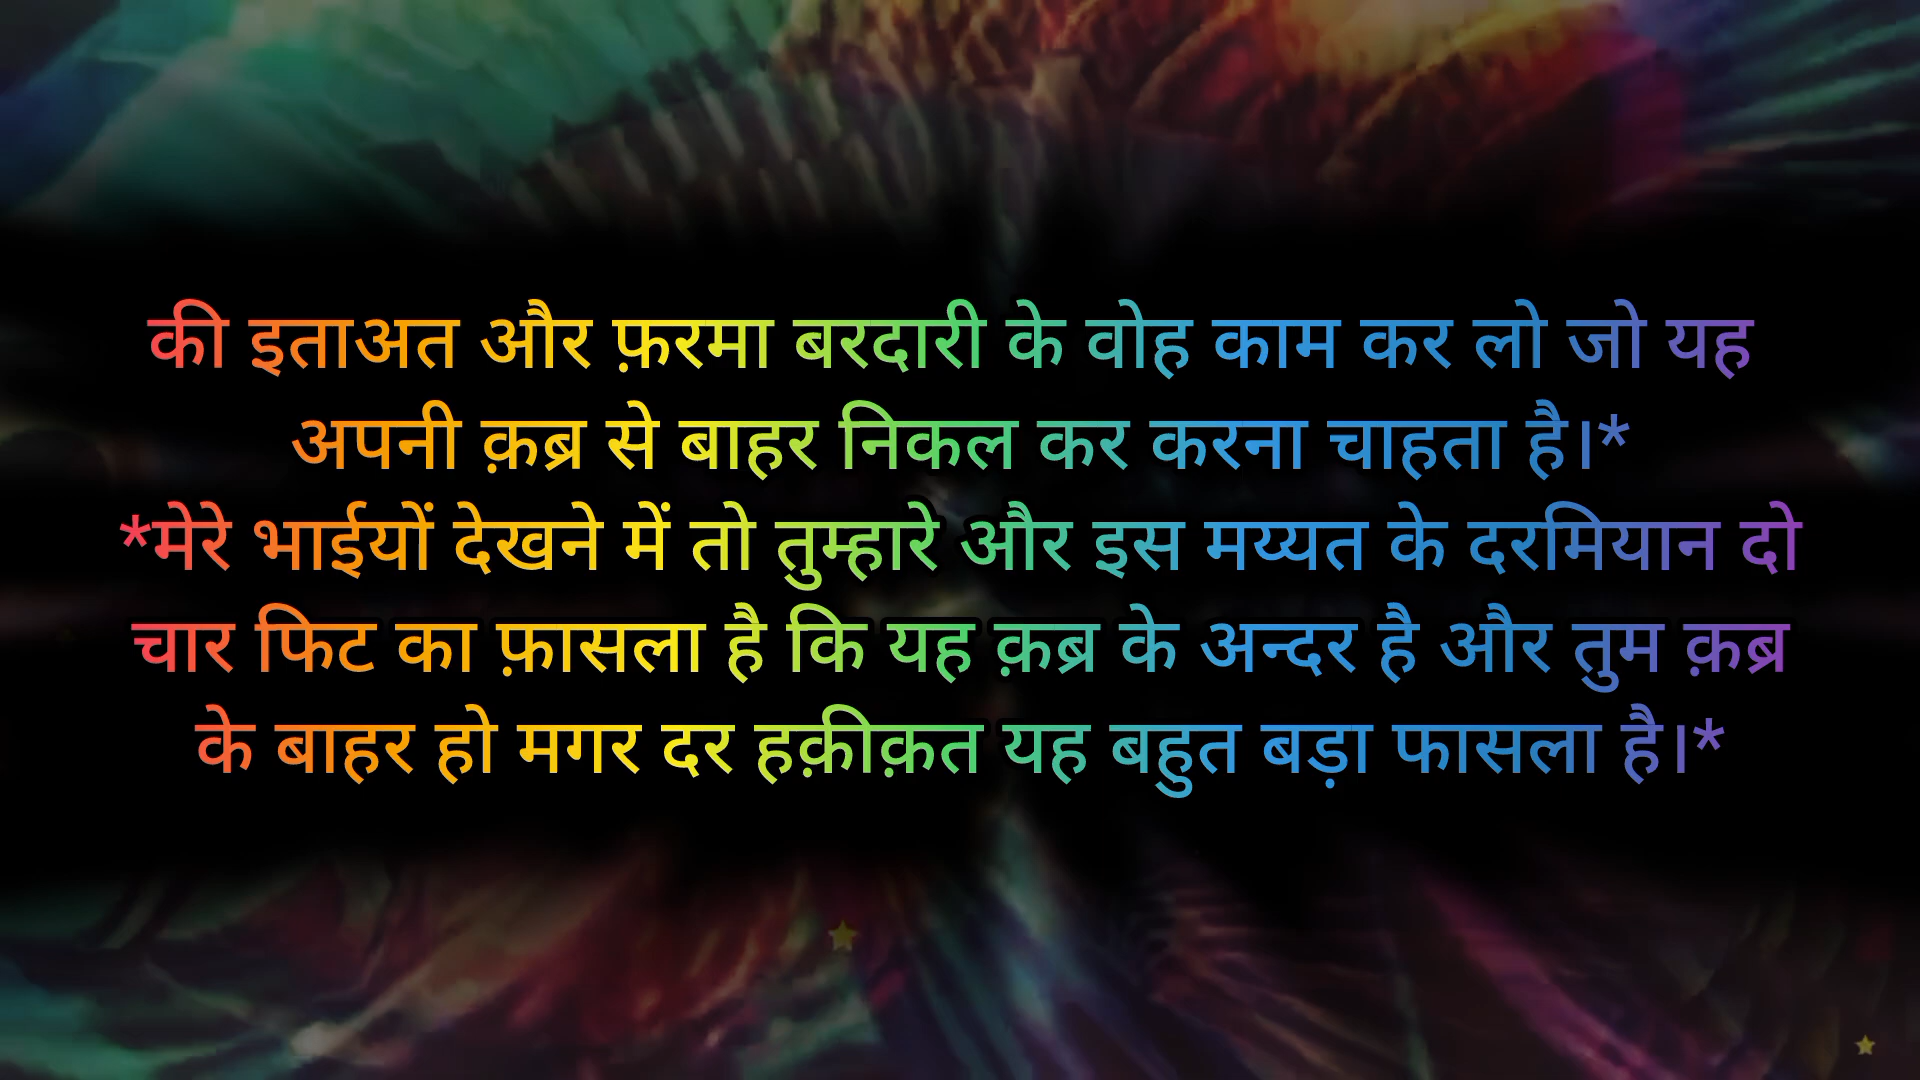 की इताअत और फ़रमा बरदारी के वोह काम कर लो जो यह
अपनी क़ब्र से बाहर निकल कर करना चाहता है।*
*मेरे भाईयों देखने में तो तुम्हारे और इस मय्यत के दरमियान दो
चार फिट का फ़ासला है कि यह क़ब्र के अन्दर है और तुम क़ब्र
के बाहर हो मगर दर हक़ीक़त यह बहुत बड़ा फासला है।*